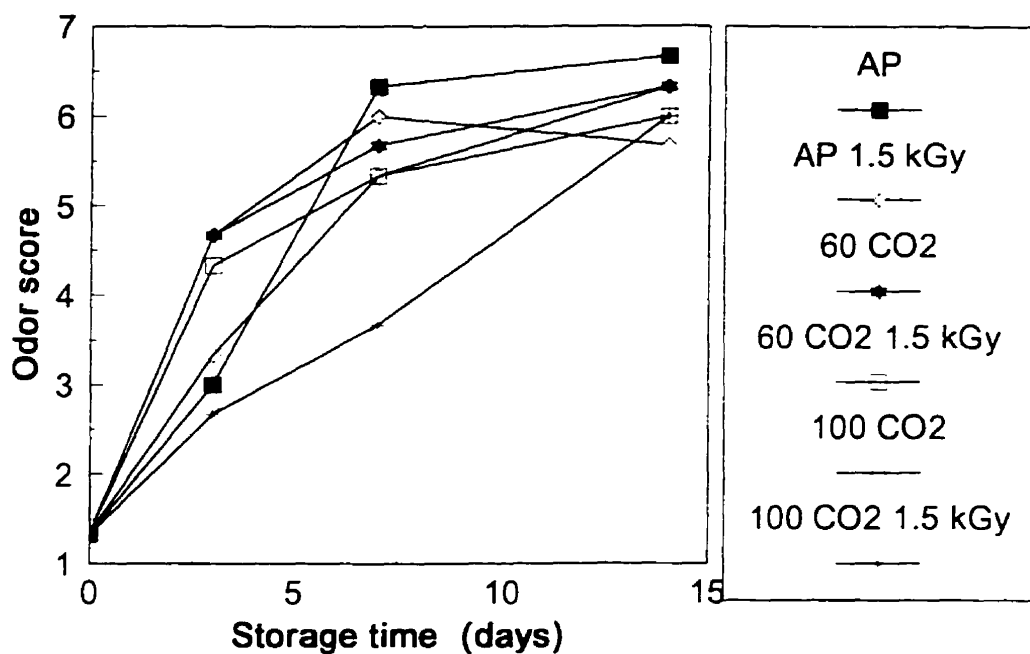 7
6
5
4
3
2
1
Odor score
0 5 10 15
Storage time (days)
AP
AP 1.5 kGy
60 CO2
60 CO2 1.5 kGy
100 CO2
100 CO2 1.5 kGy